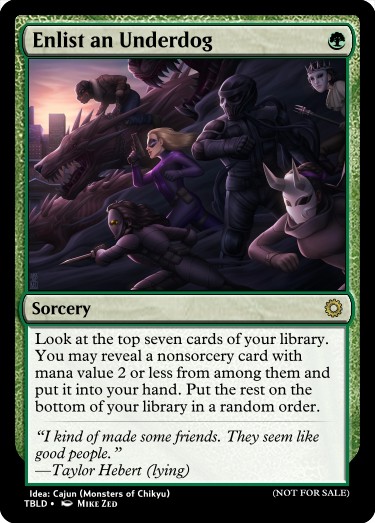 Enlist an Underdog
Sorcery
Look at the top seven cards of your library.
You may reveal a nonsorcery card with
mana value 2 or less from among them and
put it into your hand. Put the rest on the
bottom of your library in a random order.
“I kind of made some friends. They seem like
good people.”
—Taylor Hebert (lying)
Idea: Cajun (Monsters of Chikyu)
(NOT FOR SALE)
TBLD • Mike Zed